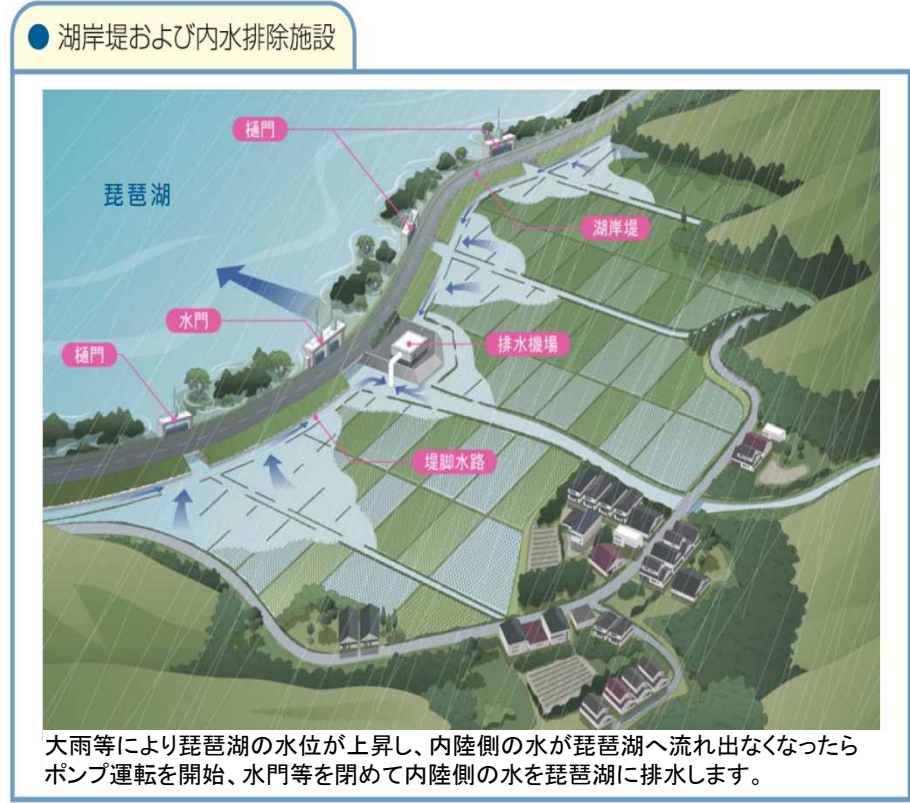 ● 湖岸堤および内水排除施設
樋門
琵琶湖
湖岸堤
水門
排水機場
樋門
堤脚水路
大雨等により琵琶湖の水位が上昇し、内陸側の水が琵琶湖へ流れ出なくなったら
ポンプ運転を開始、水門等を閉めて内陸側の水を琵琶湖に排水します。